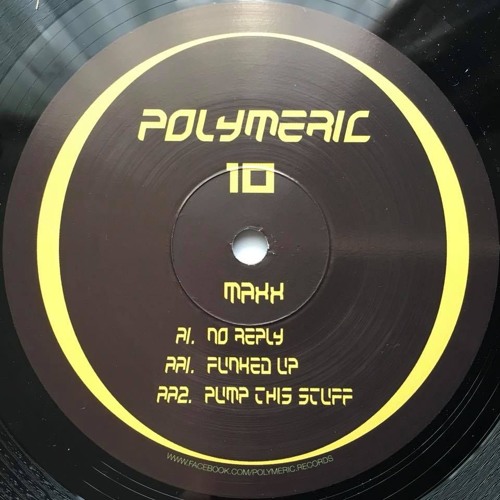 POLYMERIC
10
MAXX
A1. NO REPLY
AA1. FUNKED UP
AA2. PUMP THIS STUFF
WWW.FACEBOOK.COM/POLYMERIC.RECORDS